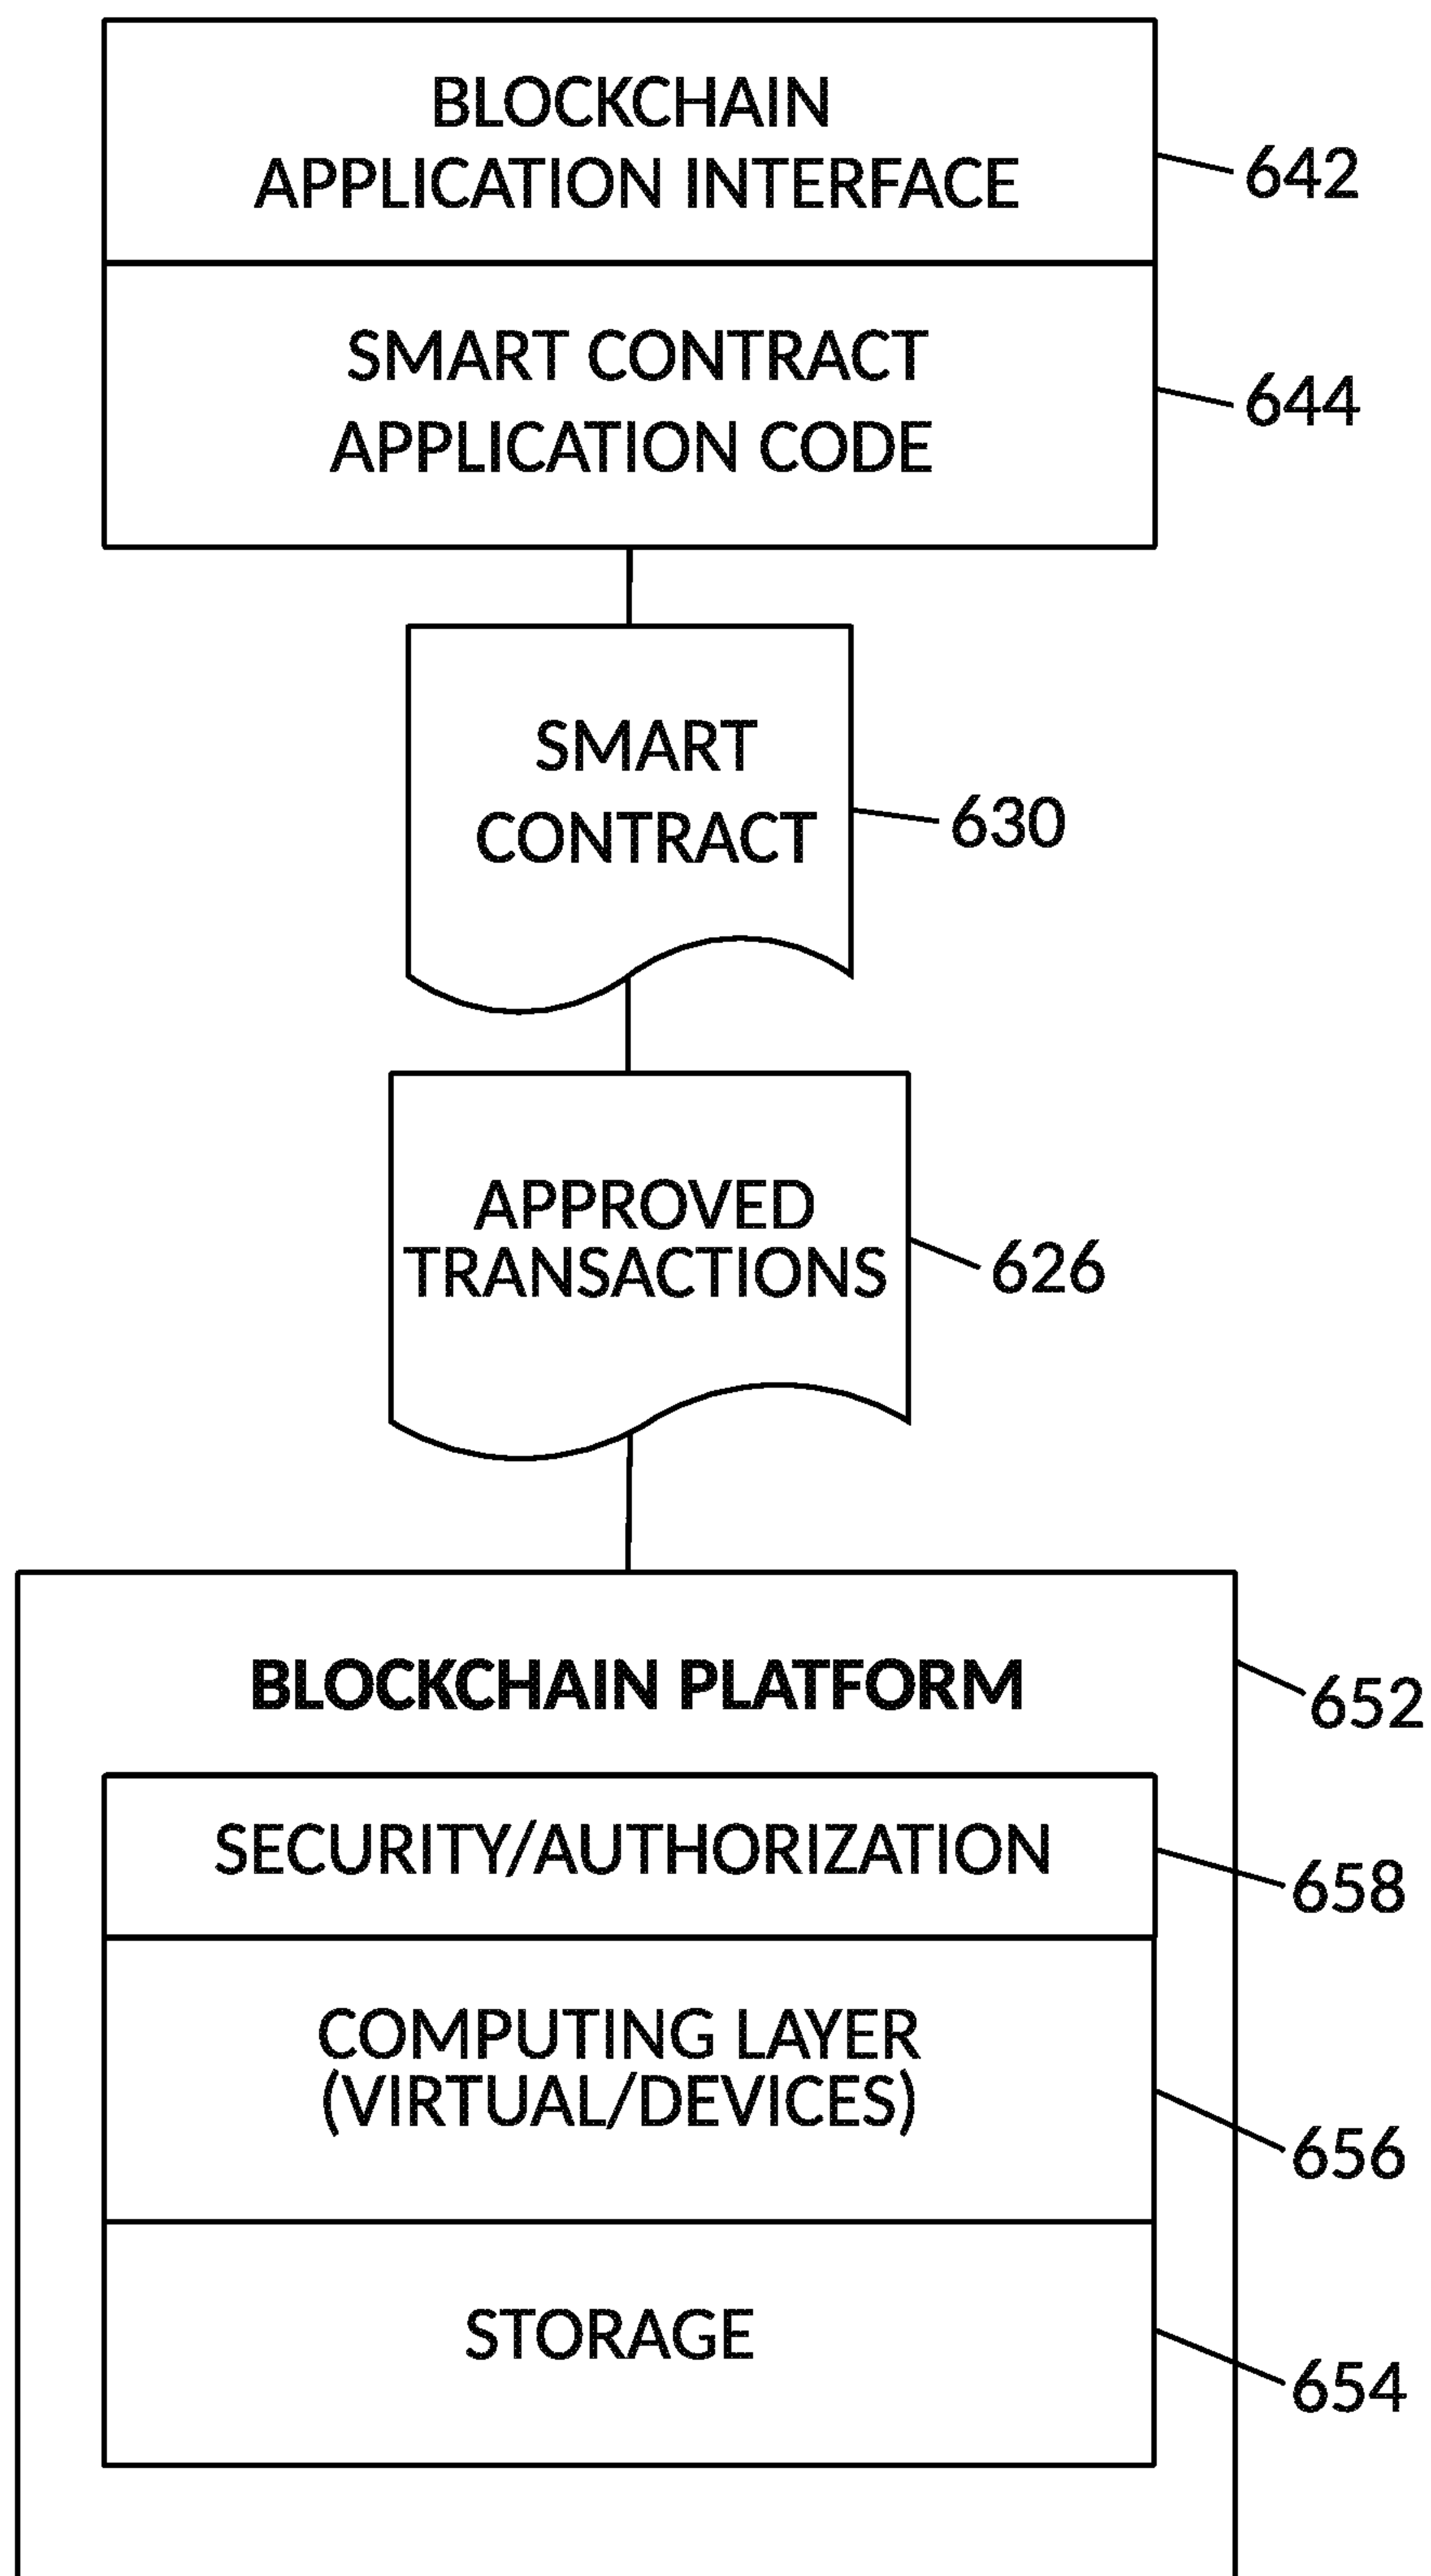 BLOCKCHAIN
APPLICATION INTERFACE
642
SMART CONTRACT
APPLICATION CODE
644
SMART
CONTRACT
630
APPROVED
TRANSACTIONS
626
BLOCKCHAIN PLATFORM
652
SECURITY/AUTHORIZATION
658
COMPUTING LAYER
(VIRTUAL/DEVICES)
656
STORAGE
654